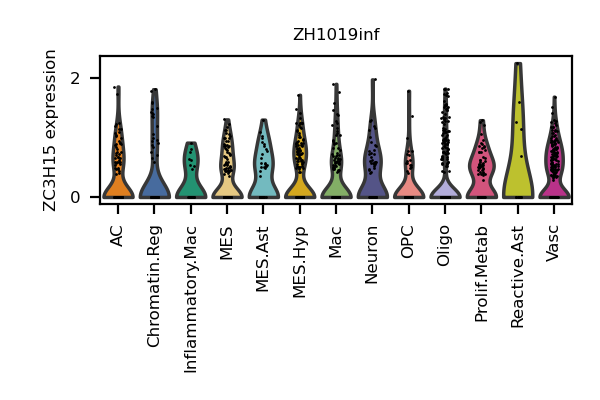 ZH1019inf
ZC3H15 expression
2
0
AC
Chromatin.Reg
Inflammatory.Mac
MES
MES.Ast
MES.Hyp
Mac
Neuron
OPC
Oligo
Prolif.Metab
Reactive.Ast
Vasc